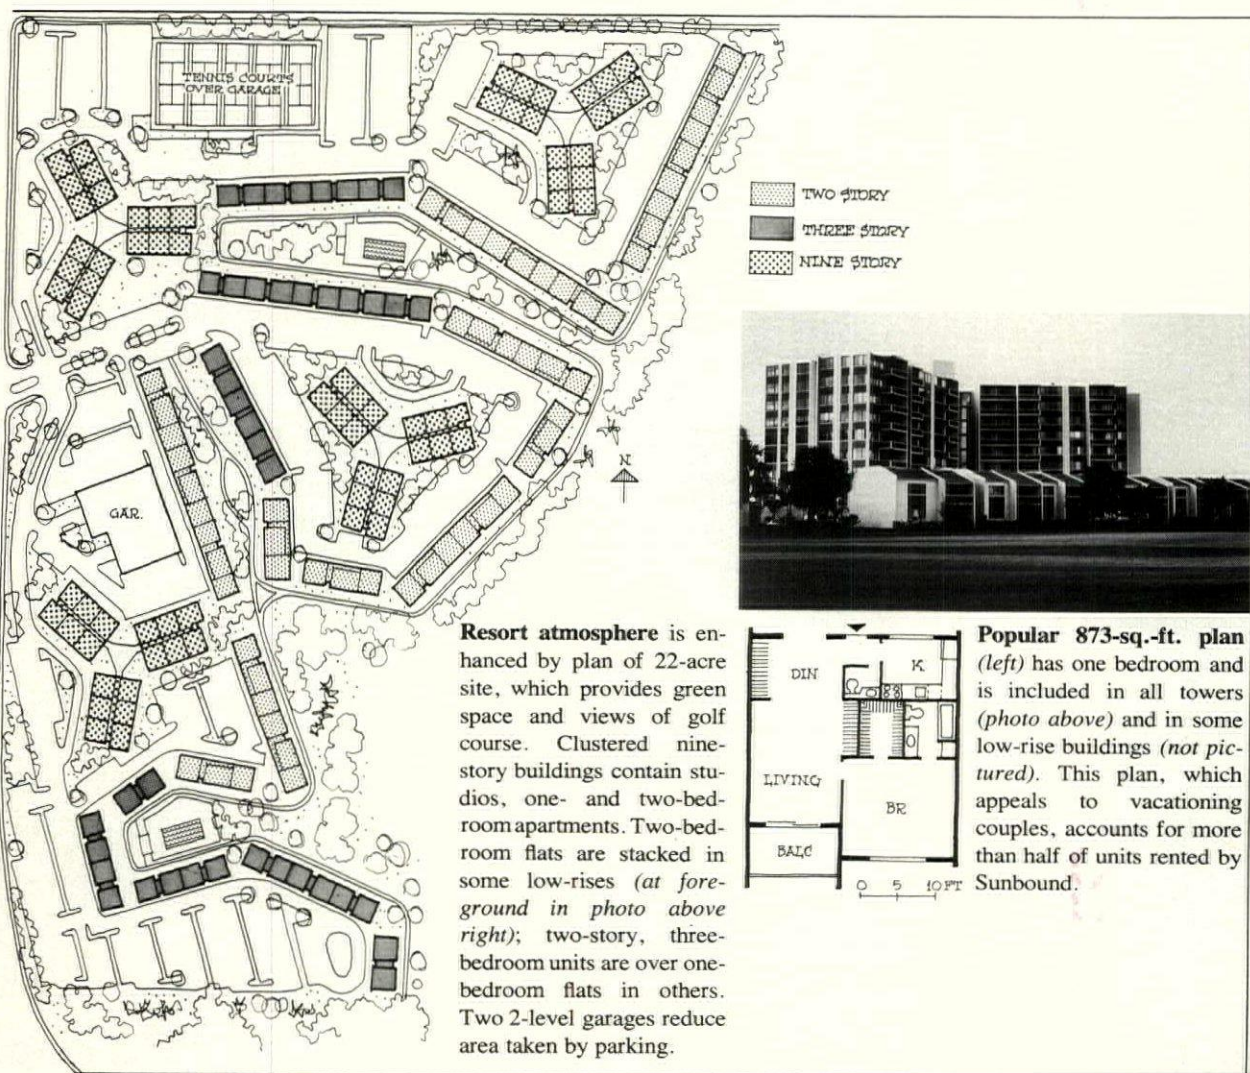 TENNIS COURTS
OVER GARAGE
TWO STORY
THREE STORY
NINE STORY
N
GAR.
Resort atmosphere is en-
hanced by plan of 22-acre
site, which provides green
space and views of golf
course. Clustered nine-
story buildings contain stu-
dios, one- and two-bed-
room apartments. Two-bed-
room flats are stacked in
some low-rises (at fore-
ground in photo above
right); two-story, three-
bedroom units are over one-
bedroom flats in others.
Two 2-level garages reduce
area taken by parking.
DIN
K
LIVING
BR
BALC
0 5 10 FT
Popular 873-sq.-ft. plan
(left) has one bedroom and
is included in all towers
(photo above) and in some
low-rise buildings (not pic-
tured). This plan, which
appeals to vacationing
couples, accounts for more
than half of units rented by
Sunbound.